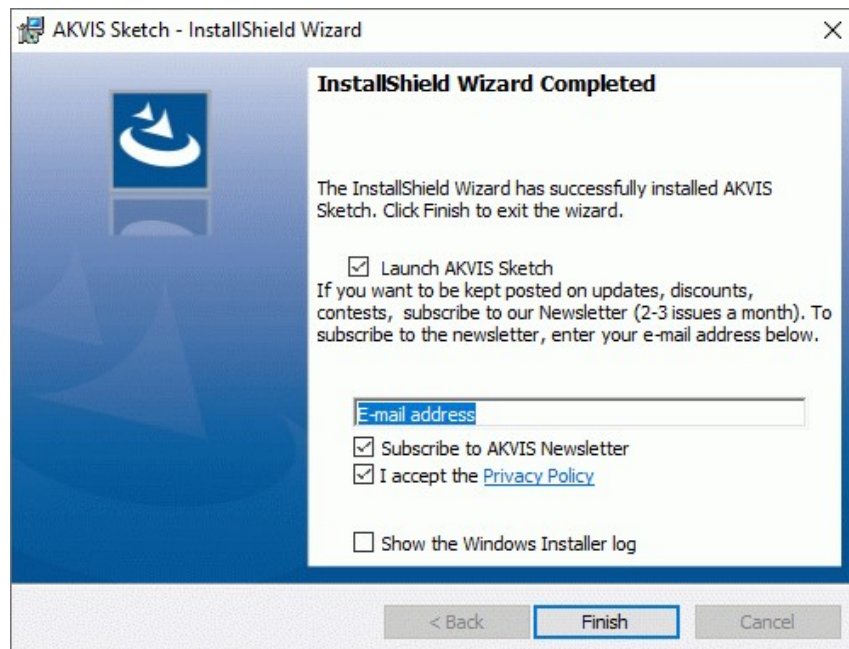 AKVIS Sketch - InstallShield Wizard
InstallShield Wizard Completed
The InstallShield Wizard has successfully installed AKVIS
Sketch. Click Finish to exit the wizard.
Launch AKVIS Sketch
If you want to be kept posted on updates, discounts,
contests,  subscribe to our Newsletter (2-3 issues a month). To
subscribe to the newsletter, enter your e-mail address below.
E-mail address
Subscribe to AKVIS Newsletter
I accept the Privacy Policy
Show the Windows Installer log
< Back Finish Cancel